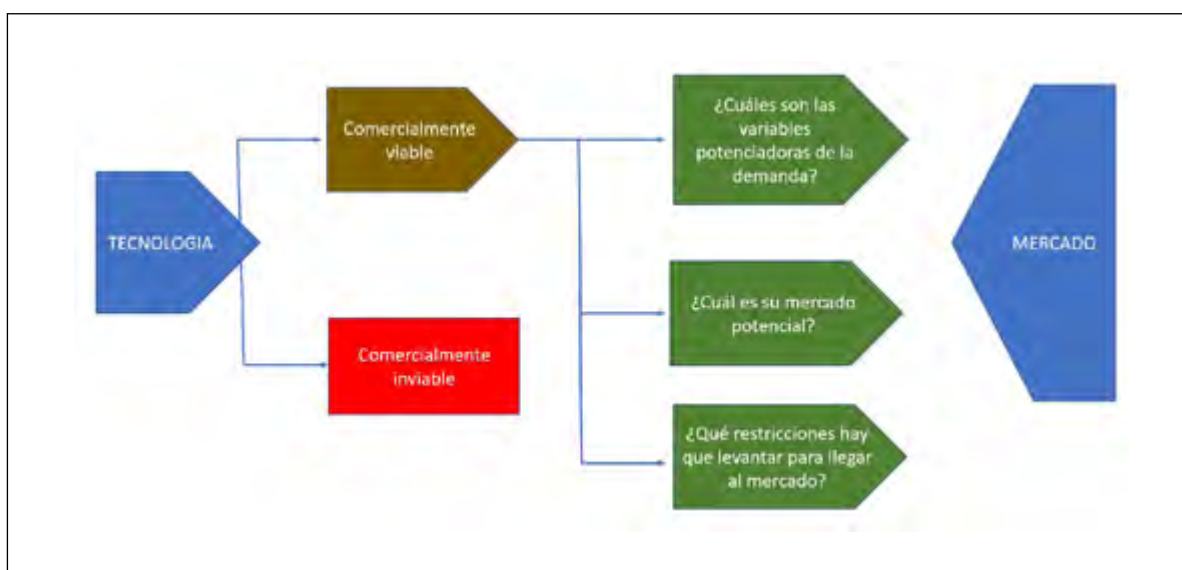 TECNOLOGIA
Comercialmente
viable
Comercialmente
inviable
¿Cuáles son las
variables
potenciadoras de la
demanda?
¿Cuál es su mercado
potencial?
¿Qué restricciones hay
que levantar para llegar
al mercado?
MERCADO